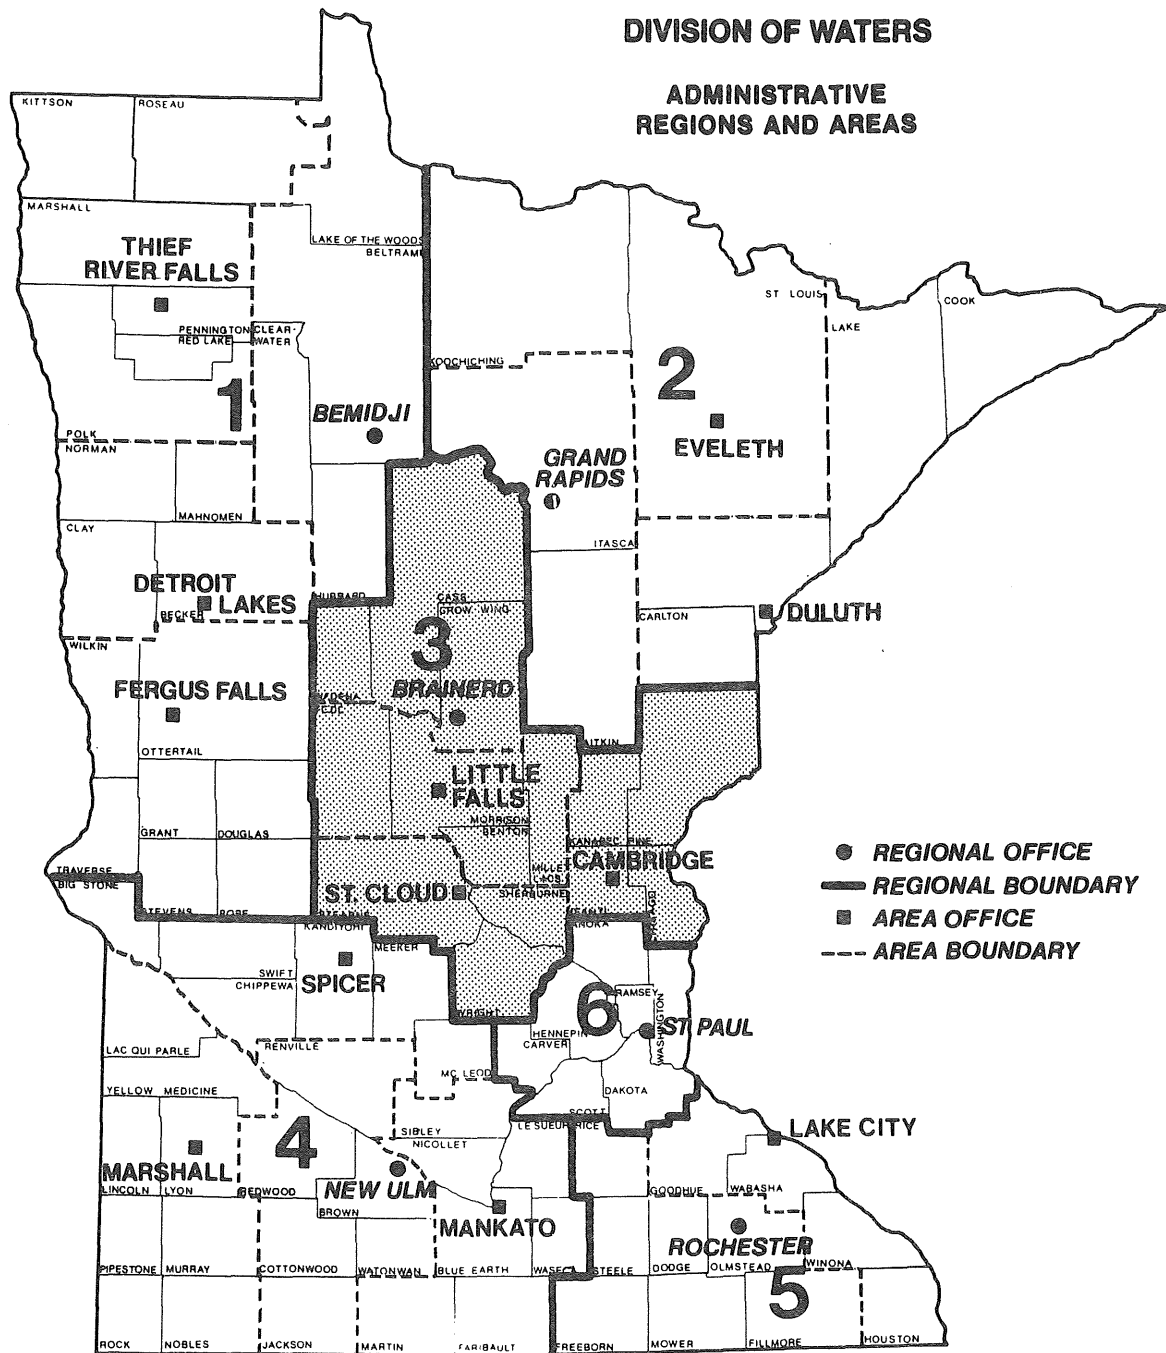 DIVISION OF WATERS
ADMINISTRATIVE
REGIONS AND AREAS
KITTSON
ROSEAU
MARSHALL
LAKE OF THE WOODS
BELTRAMI
THIEF
RIVER FALLS
PENNINGTON
CLEAR-
RED LAKE
WATER
ST LOUIS
COOK
LAKE
KOOCHICHING
1
2
BEMIDJI
EVELETH
GRAND
RAPIDS
POLK
NORMAN
MAHNOMEN
CLAY
ITASCA
DETROIT
LAKES
BECKER
HUBBARD
CASS
CROW WING
CARLTON
DULUTH
WILKIN
3
BRAINERD
FERGUS FALLS
OTTERTAIL
AITKIN
LITTLE
FALLS
MORRISON
BENTON
GRANT
DOUGLAS
KANABEC
PINE
CAMBRIDGE
TRAVERSE
BIG STONE
MILLE
LACS
SHERBURNE
ST. CLOUD
STEVENS
POPE
STEARNS
KANDIYOHI
MEEKER
ISANTI
ANOKA
CHISAGO
REGIONAL OFFICE
REGIONAL BOUNDARY
AREA OFFICE
AREA BOUNDARY
SWIFT
CHIPPEWA
SPICER
6
RAMSEY
WASHINGTON
ST PAUL
WRIGHT
HENNEPIN
CARVER
LAC QUI PARLE
RENVILLE
MC LEOD
YELLOW MEDICINE
DAKOTA
SCOTT
LE SUEUR
RICE
4
SIBLEY
NICOLLET
LAKE CITY
MARSHALL
LINCOLN
LYON
REDWOOD
NEW ULM
BROWN
MANKATO
GOODHUE
WABASHA
ROCHESTER
PIPESTONE
MURRAY
COTTONWOOD
WATONWAN
BLUE EARTH
WASECA
STEELE
DODGE
OLMSTEAD
WINONA
5
ROCK
NOBLES
JACKSON
MARTIN
FARIBAULT
FREEBORN
MOWER
FILLMORE
HOUSTON